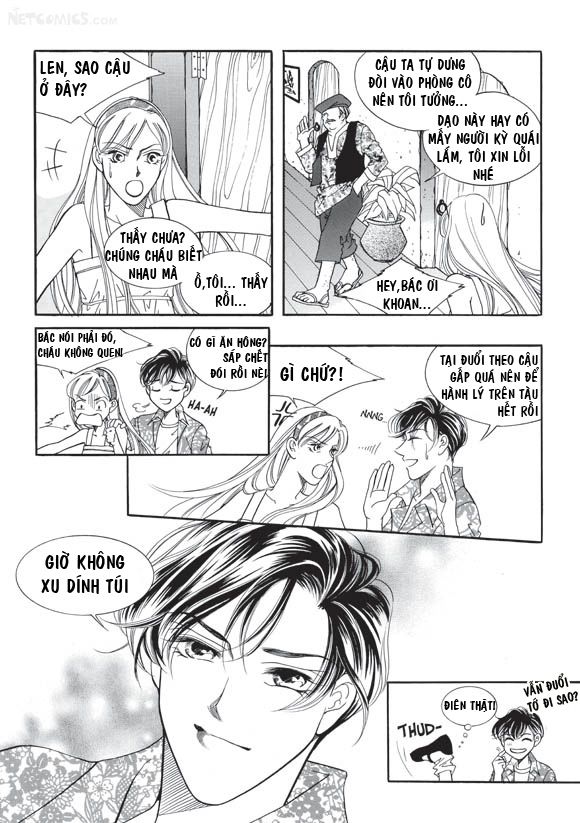 NETCOMICS.COM
LEN, SAO CẬU
Ở ĐÂY?
THẤY CHƯA?
CHÚNG CHÁU BIẾT
NHAU MÀ
Ồ,TÔI... THẤY
RỒI...
CẬU TA TỰ DƯNG
ĐÒI VÀO PHÒNG CÔ
NÊN TÔI TƯỞNG...
DẠO NÀY HAY CÓ
MẤY NGƯỜI KỲ QUÁI
LẮM, TÔI XIN LỖI
NHÉ
HEY,BÁC ƠI
KHOAN...
BÁC NÓI PHẢI ĐÓ,
CHÁU KHÔNG QUEN!
CÓ GÌ ĂN HÔNG?
SẮP CHẾT
ĐÓI RỒI NÈ!
HA-AH
GÌ CHỨ?!
NNNG
TẠI ĐUỔI THEO CẬU
GẤP QUÁ NÊN ĐỂ
HÀNH LÝ TRÊN TÀU
HẾT RỒI
GIỜ KHÔNG
XU DÍNH TÚI
ĐIÊN THẬT!
VẪN ĐUỔI
TỚ ĐI SAO?
THUD-